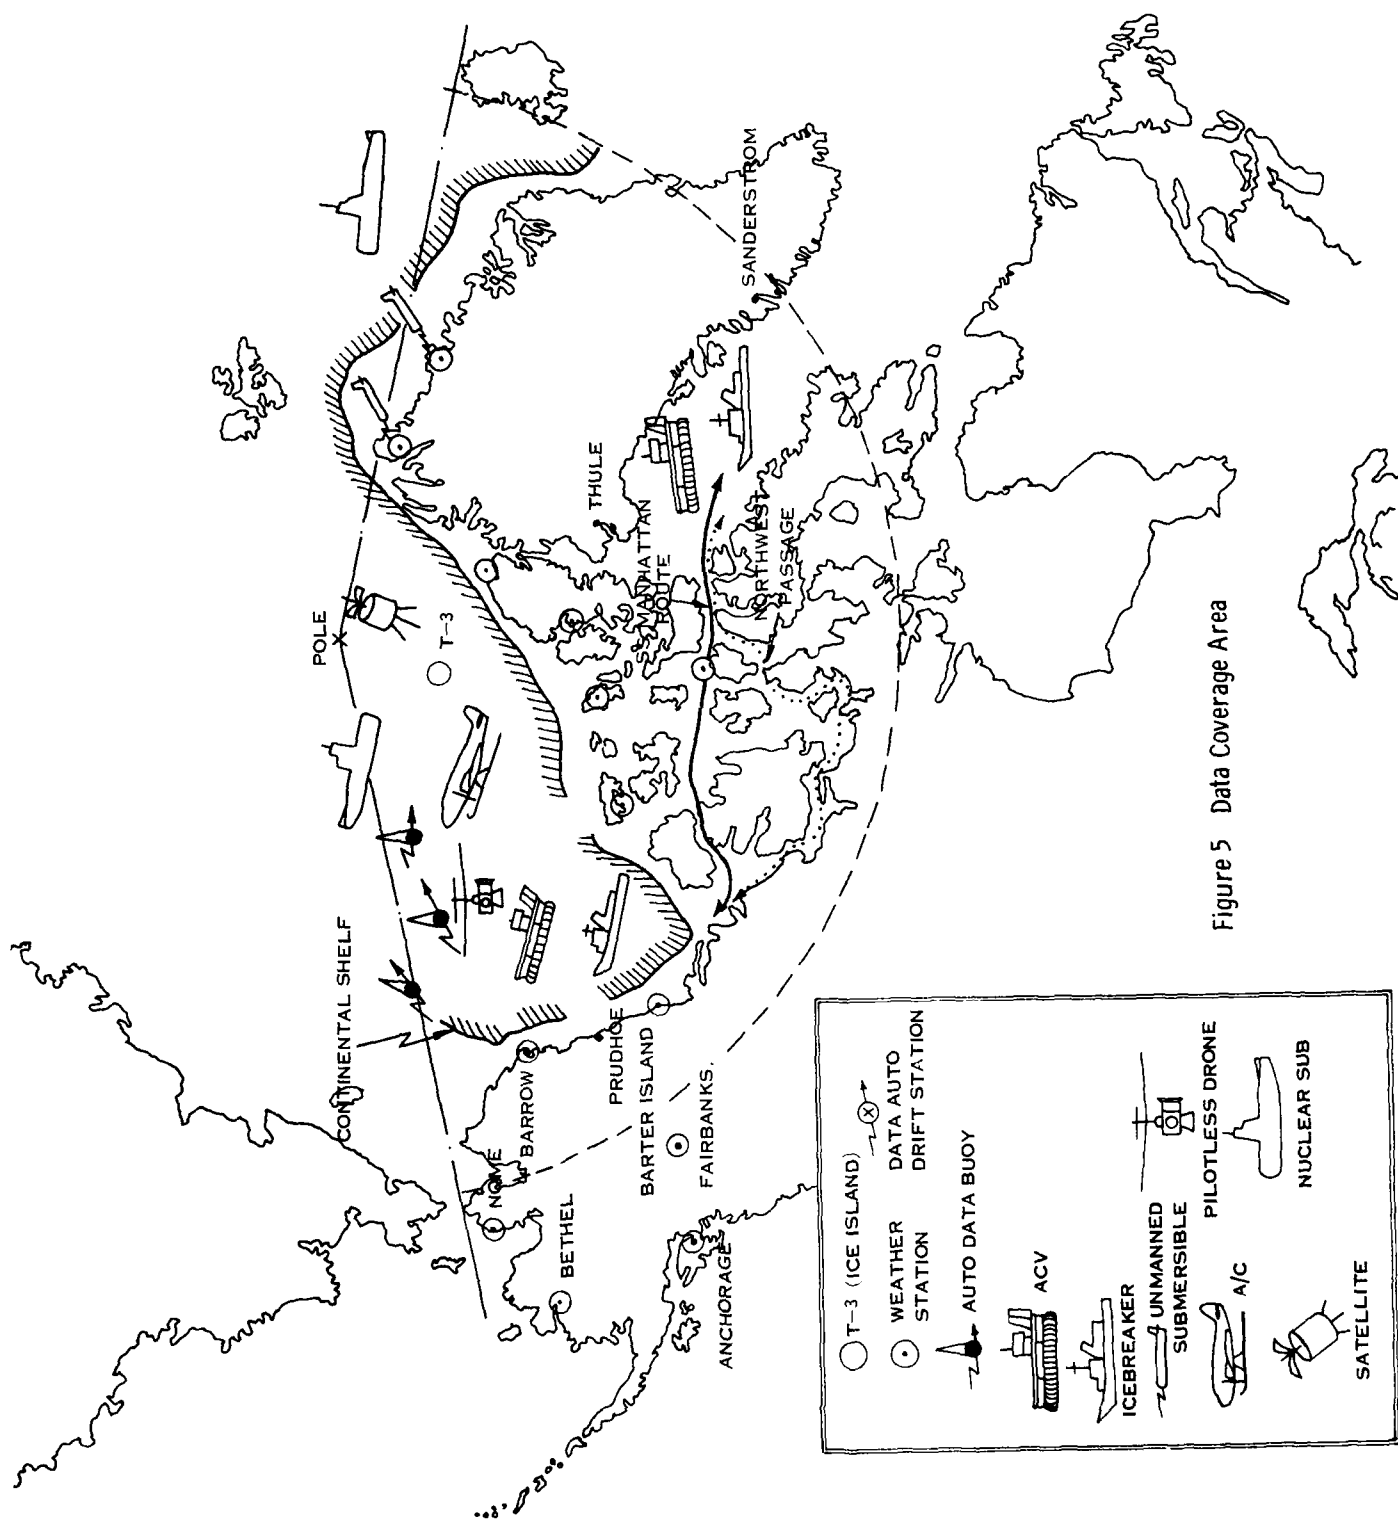 POLE
T-3
CONTINENTAL SHELF
THULE
SANDERSTROM
SS MANHATTAN
ROUTE
NORTHWEST
PASSAGE
NOME
BARROW
PRUDHOE
BARTER ISLAND
FAIRBANKS.
BETHEL
ANCHORAGE
T-3 (ICE ISLAND)
WEATHER
STATION
DATA AUTO
DRIFT STATION
AUTO DATA BUOY
ACV
ICEBREAKER
UNMANNED
SUBMERSIBLE
PILOTLESS DRONE
A/C
NUCLEAR SUB
SATELLITE
Figure 5 Data Coverage Area